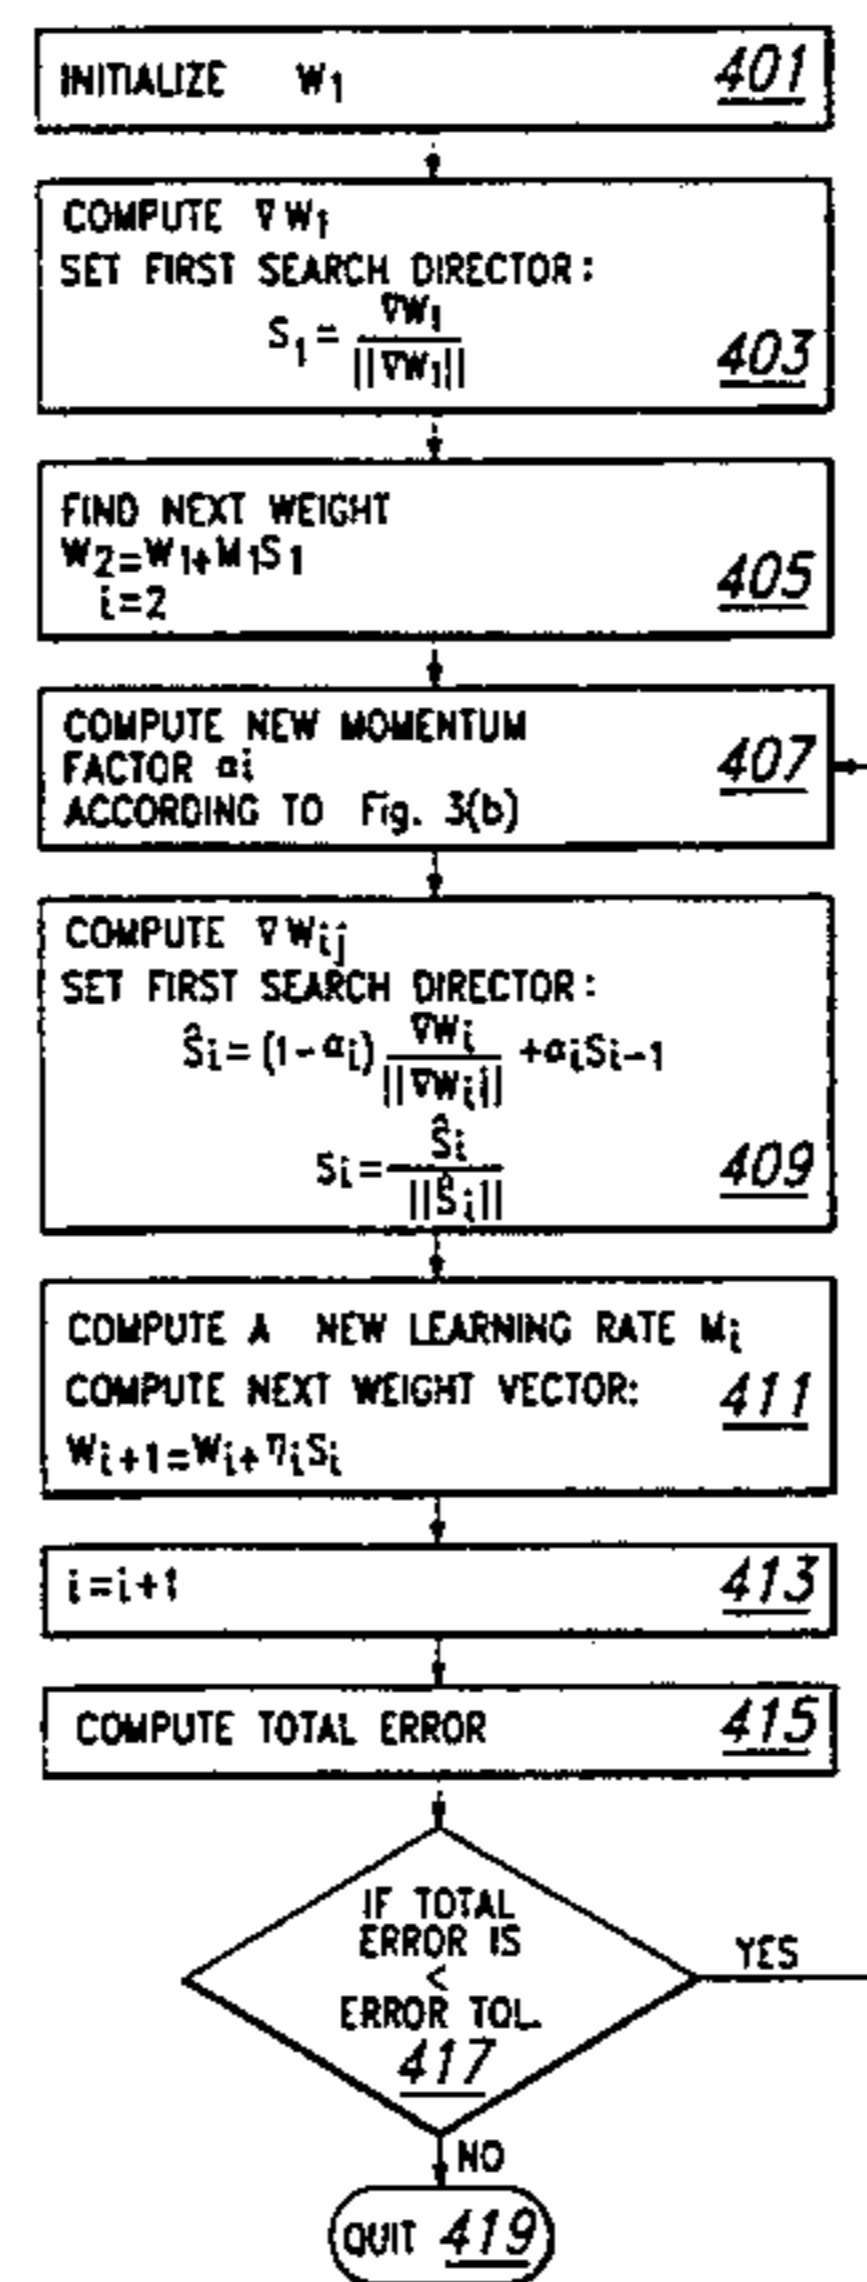 INITIALIZE W1 401
COMPUTE ∇W1
SET FIRST SEARCH DIRECTOR:
S1 = ∇W1 / ||∇W1|| 403
FIND NEXT WEIGHT
W2=W1+M1S1
i=2 405
COMPUTE NEW MOMENTUM
FACTOR αi 407
ACCORDING TO Fig. 3(b)
COMPUTE ∇Wij
SET FIRST SEARCH DIRECTOR:
Ŝi=(1-αi) ∇Wi / ||∇Wij|| +αiSi-1
Si= Ŝi / ||Ŝi|| 409
COMPUTE A NEW LEARNING RATE Mi
COMPUTE NEXT WEIGHT VECTOR: 411
Wi+1=Wi+ηiSi
i=i+1 413
COMPUTE TOTAL ERROR 415
IF TOTAL
ERROR IS
<
ERROR TOL.
417
YES
NO
QUIT 419